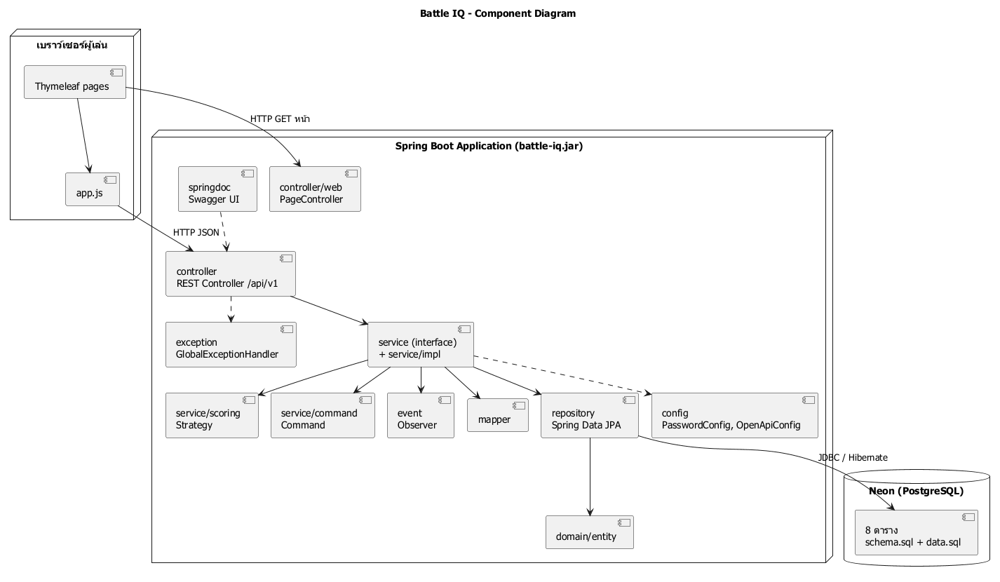 Battle IQ - Component Diagram
เบราว์เซอร์ผู้เล่น
Thymeleaf pages
HTTP GET หน้า
Spring Boot Application (battle-iq.jar)
springdoc
Swagger UI
controller/web
PageController
app.js
HTTP JSON
controller
REST Controller /api/v1
exception
GlobalExceptionHandler
service (interface)
+ service/impl
service/scoring
Strategy
service/command
Command
event
Observer
mapper
repository
Spring Data JPA
config
PasswordConfig, OpenApiConfig
JDBC / Hibernate
Neon (PostgreSQL)
8 ตาราง
schema.sql + data.sql
domain/entity